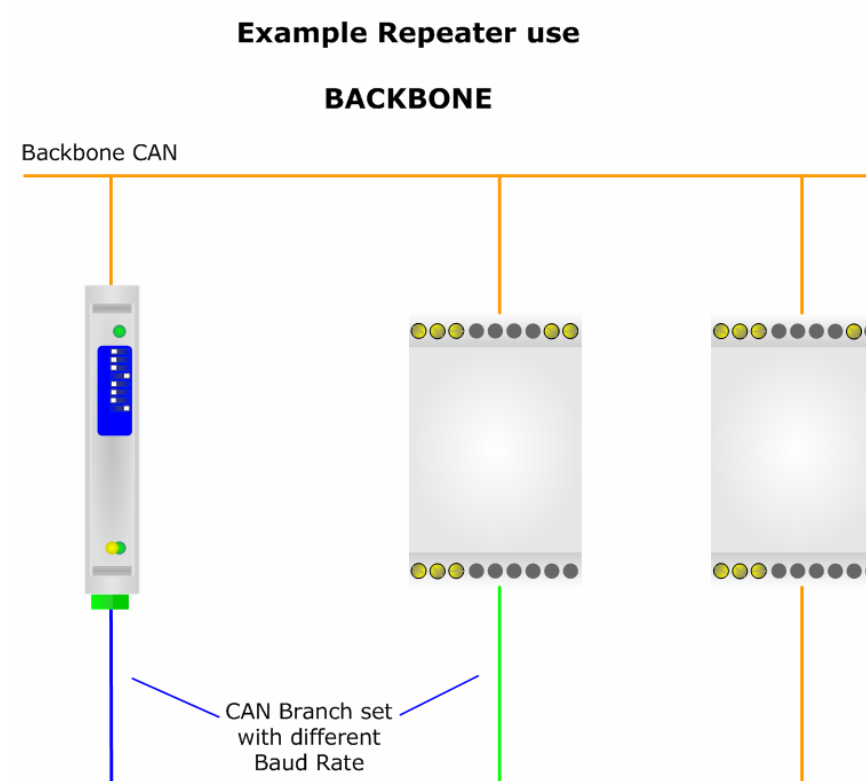 Example Repeater use
BACKBONE
Backbone CAN
CAN Branch set
with different
Baud Rate